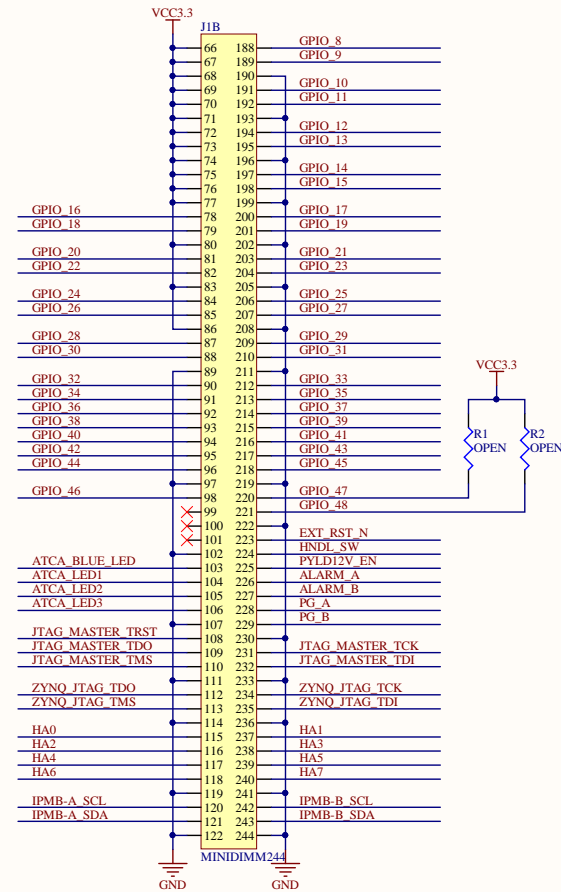 VCC3.3
J1B
66 188 GPIO_8
67 189 GPIO_9
68 190
69 191 GPIO_10
70 192 GPIO_11
71 193
72 194 GPIO_12
73 195 GPIO_13
74 196
75 197 GPIO_14
76 198 GPIO_15
77 199
GPIO_16 78 200 GPIO_17
GPIO_18 79 201 GPIO_19
80 202
GPIO_20 81 203 GPIO_21
GPIO_22 82 204 GPIO_23
83 205
GPIO_24 84 206 GPIO_25
GPIO_26 85 207 GPIO_27
86 208
GPIO_28 87 209 GPIO_29
GPIO_30 88 210 GPIO_31
89 211
GPIO_32 90 212 GPIO_33
GPIO_34 91 213 GPIO_35
GPIO_36 92 214 GPIO_37
GPIO_38 93 215 GPIO_39
GPIO_40 94 216 GPIO_41
GPIO_42 95 217 GPIO_43
GPIO_44 96 218 GPIO_45
97 219
GPIO_46 98 220 GPIO_47
99 221 GPIO_48
100 222
101 223 EXT_RST_N
102 224 HNDL_SW
ATCA_BLUE_LED 103 225 PYLD12V_EN
ATCA_LED1 104 226 ALARM_A
ATCA_LED2 105 227 ALARM_B
ATCA_LED3 106 228 PG_A
107 229 PG_B
JTAG_MASTER_TRST 108 230
JTAG_MASTER_TDO 109 231 JTAG_MASTER_TCK
JTAG_MASTER_TMS 110 232 JTAG_MASTER_TDI
111 233
ZYNQ_JTAG_TDO 112 234 ZYNQ_JTAG_TCK
ZYNQ_JTAG_TMS 113 235 ZYNQ_JTAG_TDI
114 236
HA0 115 237 HA1
HA2 116 238 HA3
HA4 117 239 HA5
HA6 118 240 HA7
119 241
IPMB-A_SCL 120 242 IPMB-B_SCL
IPMB-A_SDA 121 243 IPMB-B_SDA
122 244
MINIDIMM244
GND
GND
VCC3.3
R1
OPEN
R2
OPEN